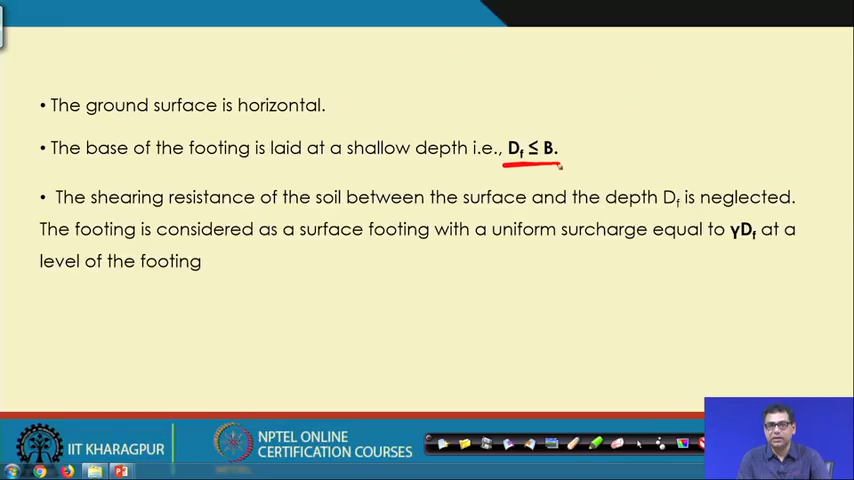 • The ground surface is horizontal.
• The base of the footing is laid at a shallow depth i.e., Df ≤ B.
• The shearing resistance of the soil between the surface and the depth Df is neglected.
The footing is considered as a surface footing with a uniform surcharge equal to γDf at a
level of the footing
IIT KHARAGPUR
NPTEL ONLINE
CERTIFICATION COURSES